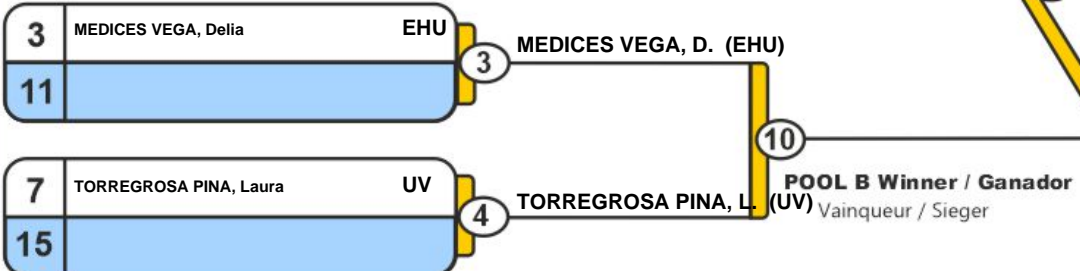 3 MEDICES VEGA, Delia EHU
11
3
MEDICES VEGA, D. (EHU)
10
POOL B Winner / Ganador
Vainqueur / Sieger
7 TORREGROSA PINA, Laura UV
15
4
TORREGROSA PINA, L. (UV)